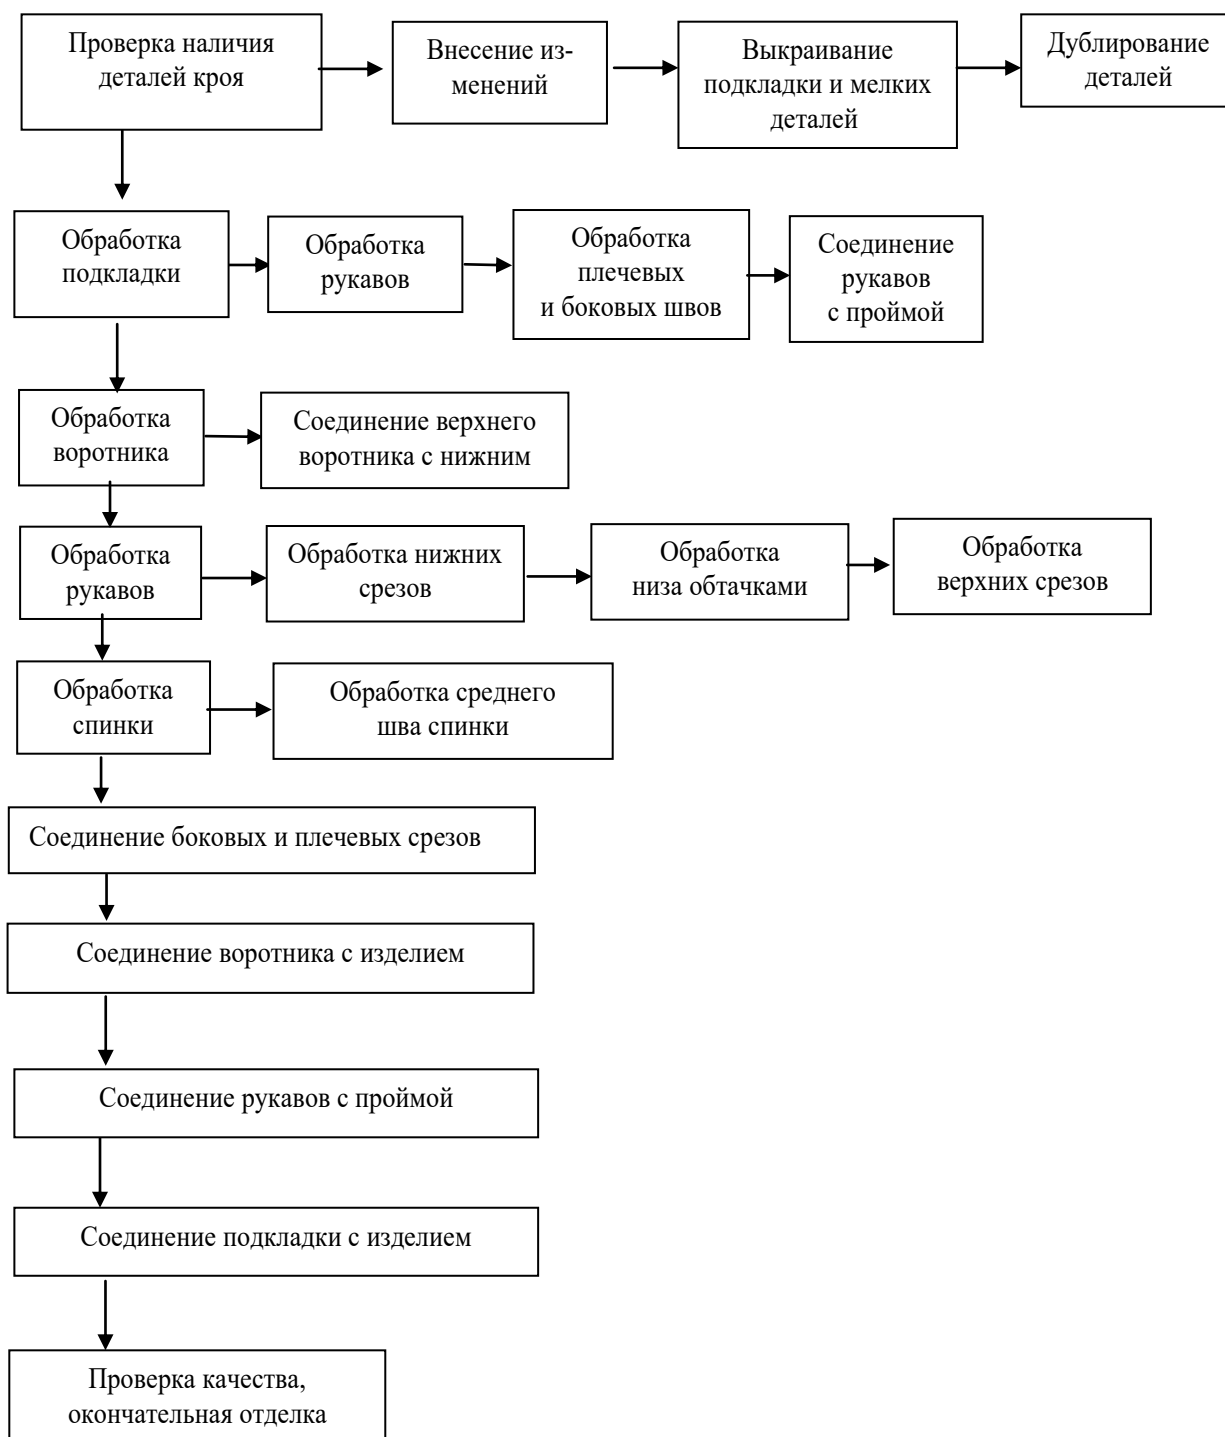 Проверка наличия
деталей кроя
Внесение из-
менений
Выкраивание
подкладки и мелких
деталей
Дублирование
деталей
Обработка
подкладки
Обработка
рукавов
Обработка
плечевых
и боковых швов
Соединение
рукавов
с проймой
Обработка
воротника
Соединение верхнего
воротника с нижним
Обработка
рукавов
Обработка нижних
срезов
Обработка
низа обтачками
Обработка
верхних срезов
Обработка
спинки
Обработка среднего
шва спинки
Соединение боковых и плечевых срезов
Соединение воротника с изделием
Соединение рукавов с проймой
Соединение подкладки с изделием
Проверка качества,
окончательная отделка